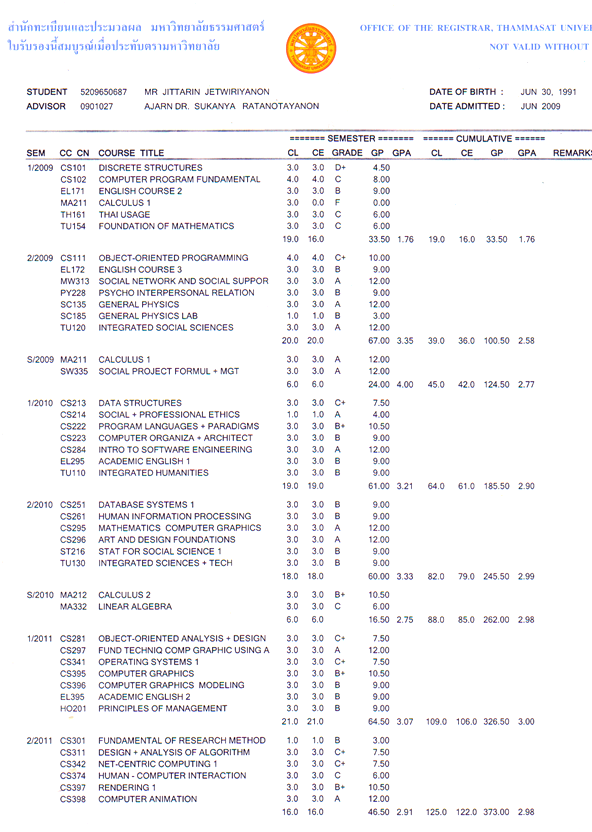 สำนักทะเบียนและประมวลผล มหาวิทยาลัยธรรมศาสตร์ OFFICE OF THE REGISTRAR, THAMMASAT UNIVE
ใบรับรองนี้สมบูรณ์เมื่อประทับตรามหาวิทยาลัย NOT VALID WITHOUT
STUDENT 5209650687 MR JITTARIN JETWIRIYANON DATE OF BIRTH : JUN 30, 1991
ADVISOR 0901027 AJARN DR. SUKANYA RATANOTAYANON DATE ADMITTED : JUN 2009
======= SEMESTER ======= ====== CUMULATIVE ======
SEM CC CN COURSE TITLE CL CE GRADE GP GPA CL CE GP GPA REMARKS
1/2009 CS101 DISCRETE STRUCTURES 3.0 3.0 D+ 4.50
CS102 COMPUTER PROGRAM FUNDAMENTAL 4.0 4.0 C 8.00
EL171 ENGLISH COURSE 2 3.0 3.0 B 9.00
MA211 CALCULUS 1 3.0 0.0 F 0.00
TH161 THAI USAGE 3.0 3.0 C 6.00
TU154 FOUNDATION OF MATHEMATICS 3.0 3.0 C 6.00
19.0 16.0 33.50 1.76 19.0 16.0 33.50 1.76
2/2009 CS111 OBJECT-ORIENTED PROGRAMMING 4.0 4.0 C+ 10.00
EL172 ENGLISH COURSE 3 3.0 3.0 B 9.00
MW313 SOCIAL NETWORK AND SOCIAL SUPPOR 3.0 3.0 A 12.00
PY228 PSYCHO INTERPERSONAL RELATION 3.0 3.0 B 9.00
SC135 GENERAL PHYSICS 3.0 3.0 A 12.00
SC185 GENERAL PHYSICS LAB 1.0 1.0 B 3.00
TU120 INTEGRATED SOCIAL SCIENCES 3.0 3.0 A 12.00
20.0 20.0 67.00 3.35 39.0 36.0 100.50 2.58
S/2009 MA211 CALCULUS 1 3.0 3.0 A 12.00
SW335 SOCIAL PROJECT FORMUL + MGT 3.0 3.0 A 12.00
6.0 6.0 24.00 4.00 45.0 42.0 124.50 2.77
1/2010 CS213 DATA STRUCTURES 3.0 3.0 C+ 7.50
CS214 SOCIAL + PROFESSIONAL ETHICS 1.0 1.0 A 4.00
CS222 PROGRAM LANGUAGES + PARADIGMS 3.0 3.0 B+ 10.50
CS223 COMPUTER ORGANIZA + ARCHITECT 3.0 3.0 B 9.00
CS284 INTRO TO SOFTWARE ENGINEERING 3.0 3.0 A 12.00
EL295 ACADEMIC ENGLISH 1 3.0 3.0 B 9.00
TU110 INTEGRATED HUMANITIES 3.0 3.0 B 9.00
19.0 19.0 61.00 3.21 64.0 61.0 185.50 2.90
2/2010 CS251 DATABASE SYSTEMS 1 3.0 3.0 B 9.00
CS261 HUMAN INFORMATION PROCESSING 3.0 3.0 B 9.00
CS295 MATHEMATICS COMPUTER GRAPHICS 3.0 3.0 A 12.00
CS296 ART AND DESIGN FOUNDATIONS 3.0 3.0 A 12.00
ST216 STAT FOR SOCIAL SCIENCE 1 3.0 3.0 B 9.00
TU130 INTEGRATED SCIENCES + TECH 3.0 3.0 B 9.00
18.0 18.0 60.00 3.33 82.0 79.0 245.50 2.99
S/2010 MA212 CALCULUS 2 3.0 3.0 B+ 10.50
MA332 LINEAR ALGEBRA 3.0 3.0 C 6.00
6.0 6.0 16.50 2.75 88.0 85.0 262.00 2.98
1/2011 CS281 OBJECT-ORIENTED ANALYSIS + DESIGN 3.0 3.0 C+ 7.50
CS297 FUND TECHNIQ COMP GRAPHIC USING A 3.0 3.0 A 12.00
CS341 OPERATING SYSTEMS 1 3.0 3.0 C+ 7.50
CS395 COMPUTER GRAPHICS 3.0 3.0 B+ 10.50
CS396 COMPUTER GRAPHICS MODELING 3.0 3.0 B 9.00
EL395 ACADEMIC ENGLISH 2 3.0 3.0 B 9.00
HO201 PRINCIPLES OF MANAGEMENT 3.0 3.0 B 9.00
21.0 21.0 64.50 3.07 109.0 106.0 326.50 3.00
2/2011 CS301 FUNDAMENTAL OF RESEARCH METHOD 1.0 1.0 B 3.00
CS311 DESIGN + ANALYSIS OF ALGORITHM 3.0 3.0 C+ 7.50
CS342 NET-CENTRIC COMPUTING 1 3.0 3.0 C+ 7.50
CS374 HUMAN - COMPUTER INTERACTION 3.0 3.0 C 6.00
CS397 RENDERING 1 3.0 3.0 B+ 10.50
CS398 COMPUTER ANIMATION 3.0 3.0 A 12.00
16.0 16.0 46.50 2.91 125.0 122.0 373.00 2.98